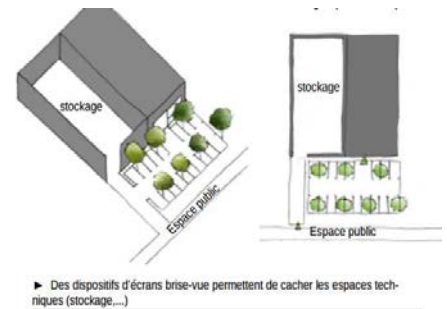 stockage
Espace public
stockage
Espace public
► Des dispositifs d'écrans brise-vue permettent de cacher les espaces tech-
niques (stockage,...)